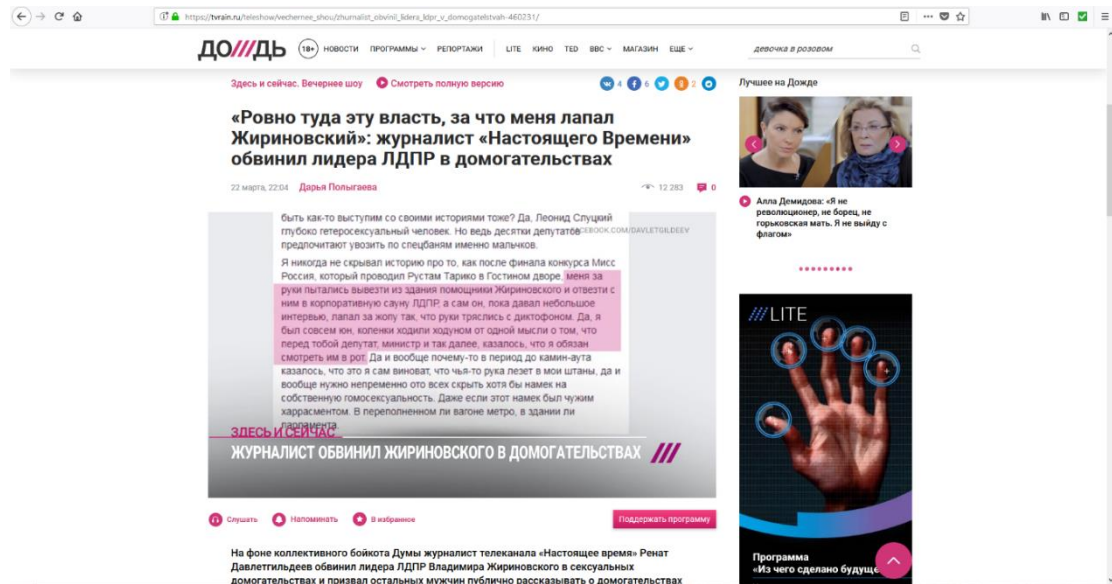 https://tvrain.ru/teleshow/vechernee_shou/zhurnalist_obvinil_lidera_ldpr_v_domogatelstvah-460231/
ДО///ДЬ 18+ НОВОСТИ ПРОГРАММЫ РЕПОРТАЖИ LITE КИНО TED BBC МАГАЗИН ЕЩЕ девочка в розовом
Здесь и сейчас. Вечернее шоу Смотреть полную версию 4 6 2
«Ровно туда эту власть, за что меня лапал
Жириновский»: журналист «Настоящего Времени»
обвинил лидера ЛДПР в домогательствах
22 марта, 22:04 Дарья Полыгаева 12 283 0
быть как-то выступим со своими историями тоже? Да, Леонид Слуцкий
глубоко гетеросексуальный человек. Но ведь десятки депутатов
FACEBOOK.COM/DAVLETGILDEEV
предпочитают увозить по спецбаням именно мальчков.
Я никогда не скрывал историю про то, как после финала конкурса Мисс
Россия, который проводил Рустам Тарико в Гостином дворе, меня за
руки пытались вывезти из здания помощники Жириновского и отвезти с
ним в корпоративную сауну ЛДПР, а сам он, пока давал небольшое
интервью, лапал за жопу так, что руки тряслись с диктофоном. Да, я
был совсем юн, коленки ходили ходуном от одной мысли о том, что
перед тобой депутат, министр и так далее, казалось, что я обязан
смотреть им в рот. Да и вообще почему-то в период до камин-аута
казалось, что это я сам виноват, что чья-то рука лезет в мои штаны, да и
вообще нужно непременно ото всех скрыть хотя бы намек на
собственную гомосексуальность. Даже если этот намек был чужим
харрасментом. В переполненном ли вагоне метро, в здании ли
парламента.
ЗДЕСЬ И СЕЙЧАС
ЖУРНАЛИСТ ОБВИНИЛ ЖИРИНОВСКОГО В ДОМОГАТЕЛЬСТВАХ ///
Слушать Напоминать В избранное Поддержать программу
На фоне коллективного бойкота Думы журналист телеканала «Настоящее время» Ренат
Давлетгильдеев обвинил лидера ЛДПР Владимира Жириновского в сексуальных
домогательствах и призвал остальных мужчин публично рассказывать о домогательствах
Лучшее на Дожде
Алла Демидова: «Я не
революционер, не борец, не
горьковская мать. Я не выйду с
флагом»
/// LITE
Программа
«Из чего сделано будуще